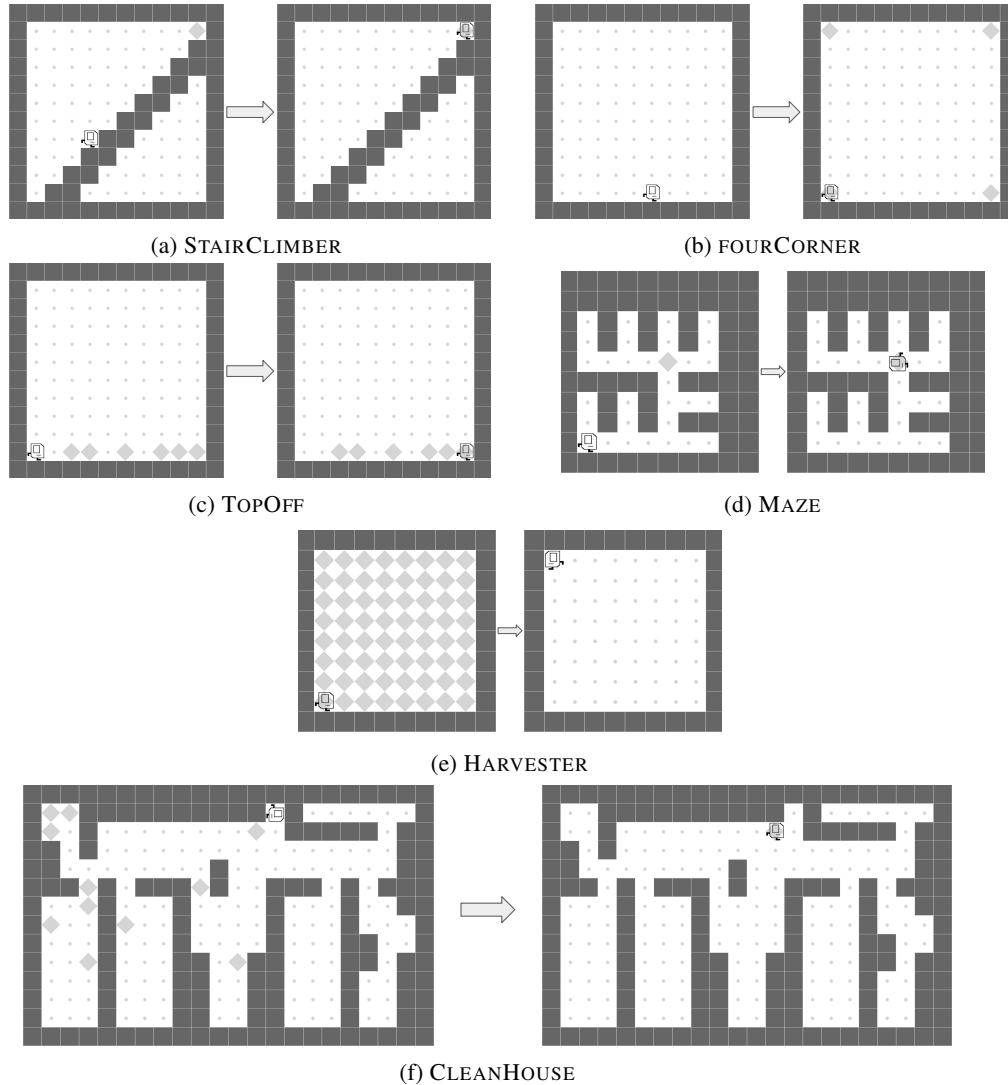 (a) STAIRCLIMBER
(b) FOURCORNER
(c) TOPOFF
(d) MAZE
(e) HARVESTER
(f) CLEANHOUSE